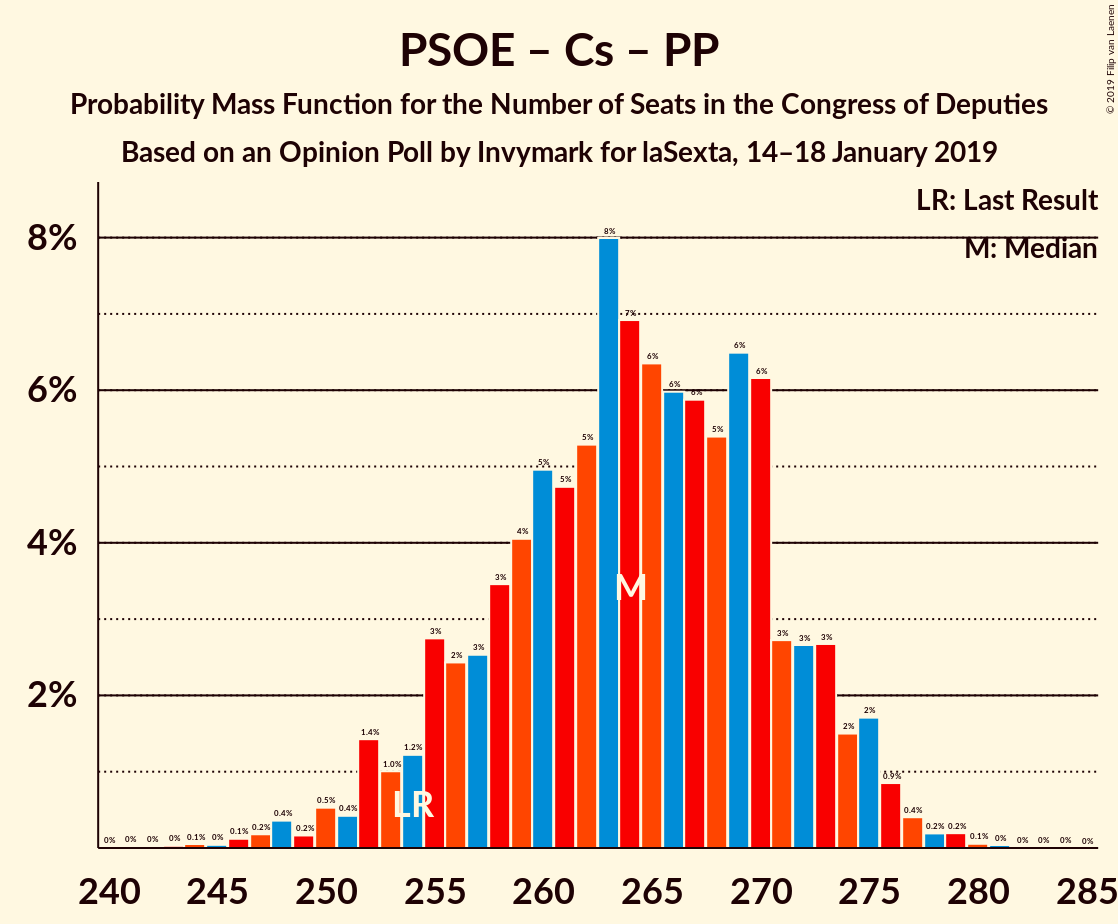 PSOE – Cs – PP
Probability Mass Function for the Number of Seats in the Congress of Deputies
Based on an Opinion Poll by Invymark for laSexta, 14–18 January 2019
© 2019 Filip van Laenen
LR: Last Result
M: Median
8%
6%
4%
2%
0% 0% 0% 0% 0.1% 0% 0.1% 0.2% 0.4% 0.2% 0.5% 0.4% 1.4% 1.0% 1.2% 3% 2% 3% 3% 4% 5% 5% 5% 8% 7% 6% 6% 6% 5% 6% 6% 3% 3% 3% 2% 2% 0.9% 0.4% 0.2% 0.2% 0.1% 0% 0% 0% 0% 0%
M
LR
240 245 250 255 260 265 270 275 280 285